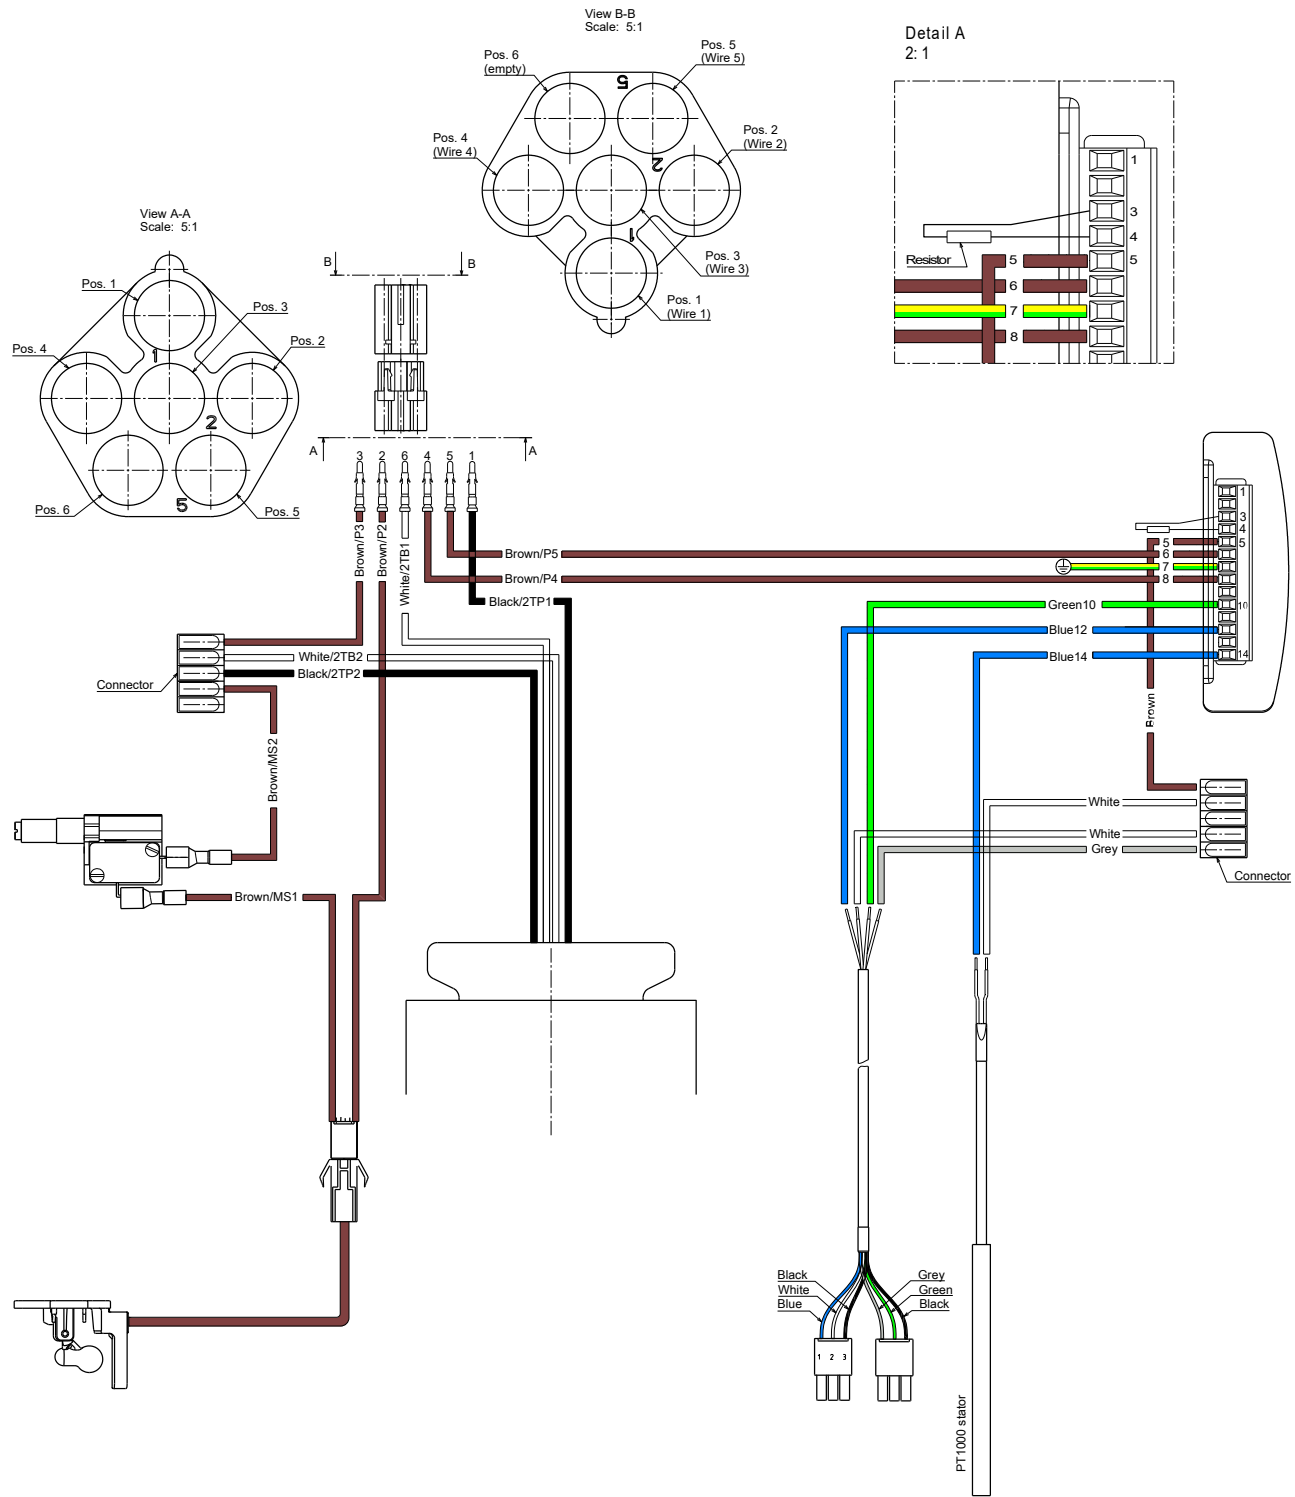 View B-B
Scale: 5:1
Pos. 6
(empty)
Pos. 5
(Wire 5)
Pos. 4
(Wire 4)
Pos. 2
(Wire 2)
Pos. 3
(Wire 3)
Pos. 1
(Wire 1)
5
2
1
Detail A
2:1
1
3
4
5
Resistor
5
6
7
8
View A-A
Scale: 5:1
Pos. 1
Pos. 3
Pos. 4
Pos. 2
Pos. 6
Pos. 5
1
2
5
B
B
A
A
3
2
6
4
5
1
Brown/P3
Brown/P2
White/2TB1
Brown/P5
Brown/P4
Black/2TP1
White/2TB2
Black/2TP2
Connector
Brown/MS2
Brown/MS1
1
3
4
5
5
6
7
8
10
14
Green10
Blue12
Blue14
Brown
White
White
Grey
Connector
Black
White
Blue
Grey
Green
Black
1 2 3
PT1000 stator